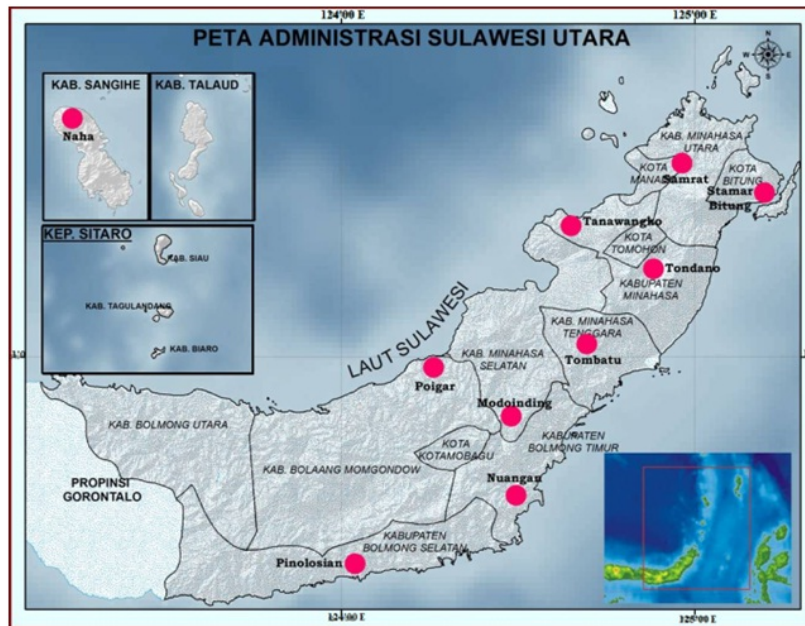 124°00 E
125°00 E
PETA ADMINISTRASI SULAWESI UTARA
W
E
S
KAB. SANGIHE
KAB. TALAUD
Naha
KEP. SITARO
KAB. SIAU
KAB. TAGULANDANG
KAB. BIARO
KAB. MINAHASA
UTARA
KOTA
Samrat
KOTA
BITUNG
Stamar
Bitung
Tanawangko
KOTA
TOMOHON
Tondano
KABUPATEN
MINAHASA
LAUT SULAWESI
KAB. MINAHASA
TENGGARA
Tombatu
KAB. MINAHASA
SELATAN
Poigar
Modoinding
KAB. BOLMONG UTARA
KOTA
KOTAMOBAGU
KABUPATEN
BOLMONG TIMUR
KAB. BOLAANG MOMGONDOW
PROPINSI
GORONTALO
Nuangan
KABUPATEN
BOLMONG SELATAN
Pinolosian
124°00 E
125°00 E